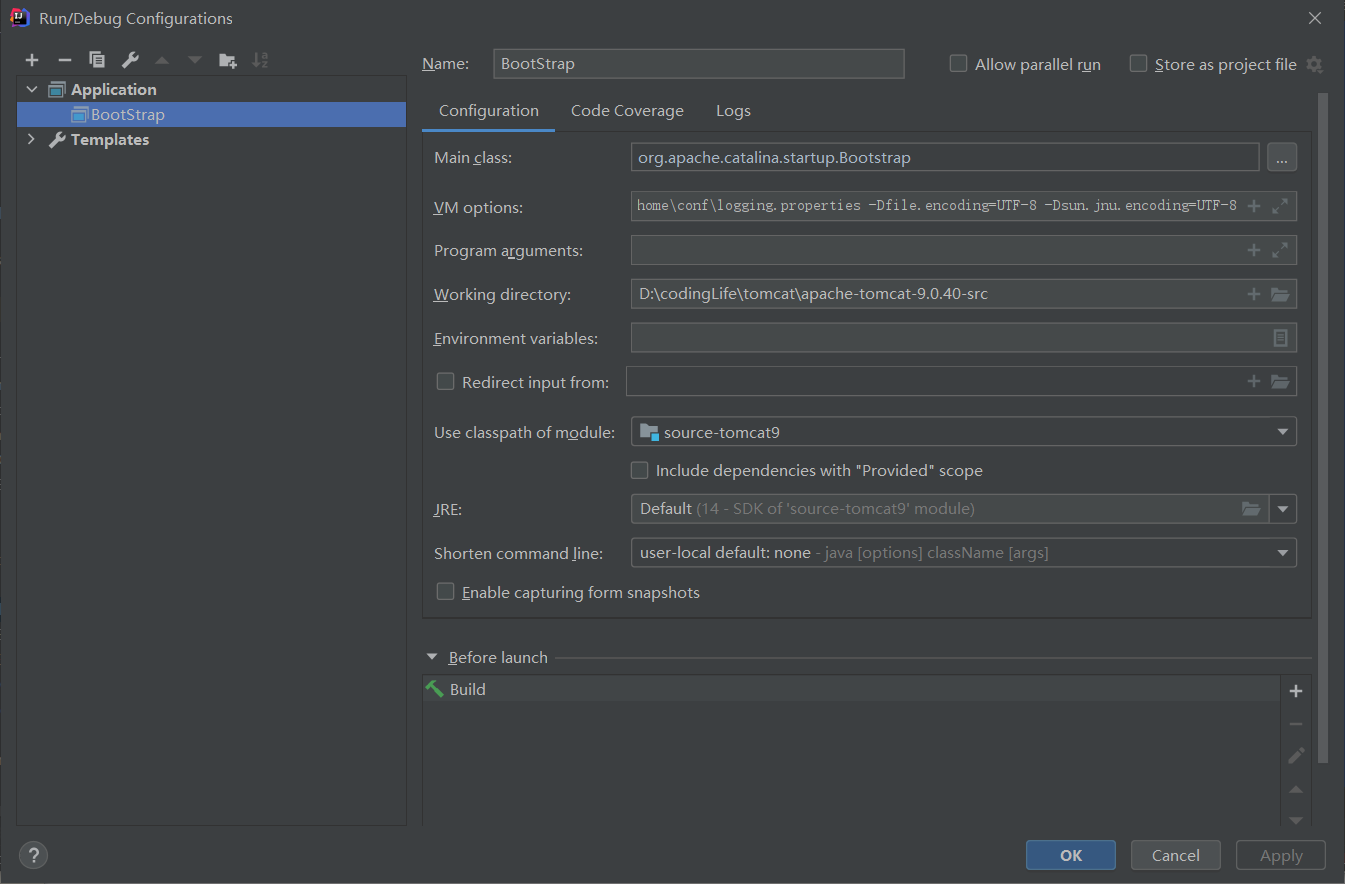 Run/Debug Configurations
Name: BootStrap Allow parallel run Store as project file
Application
BootStrap
Templates
Configuration Code Coverage Logs
Main class: org.apache.catalina.startup.Bootstrap ...
VM options: home\conf\logging.properties -Dfile.encoding=UTF-8 -Dsun.jnu.encoding=UTF-8
Program arguments:
Working directory: D:\codingLife\tomcat\apache-tomcat-9.0.40-src
Environment variables:
Redirect input from:
Use classpath of module: source-tomcat9
Include dependencies with "Provided" scope
JRE: Default (14 - SDK of 'source-tomcat9' module)
Shorten command line: user-local default: none - java [options] className [args]
Enable capturing form snapshots
Before launch
Build
? OK Cancel Apply